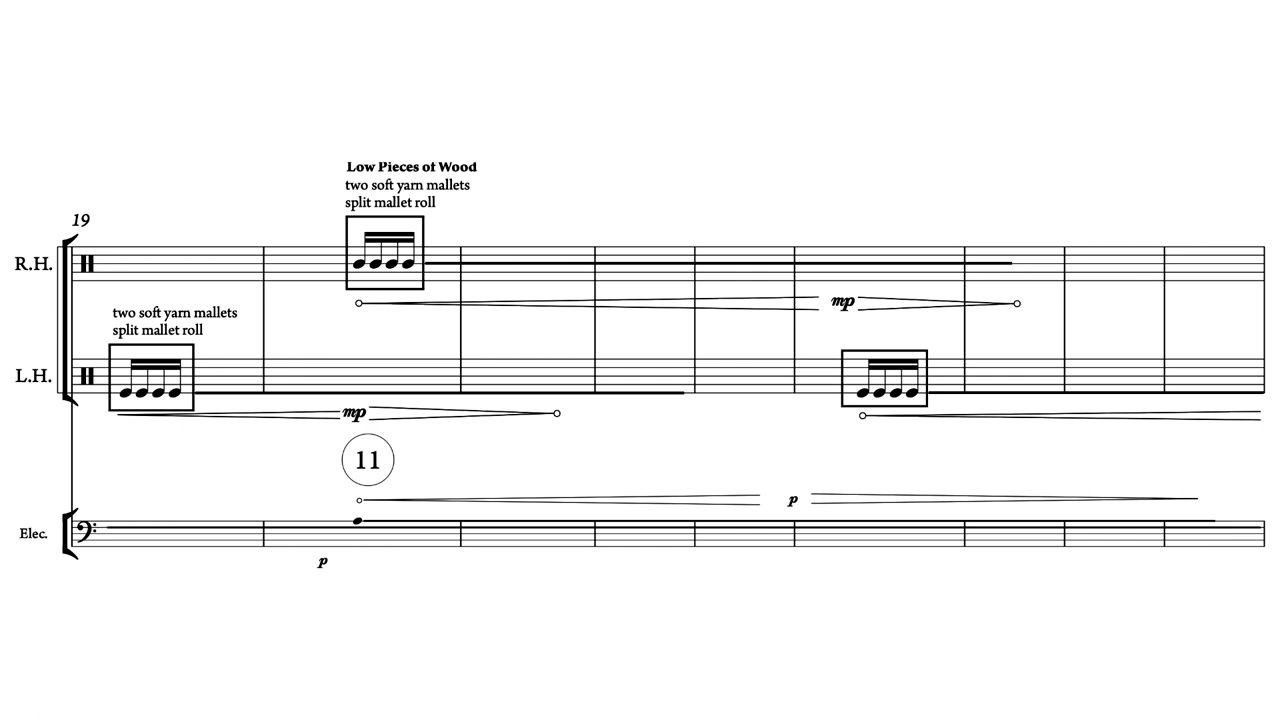 Low Pieces of Wood
two soft yarn mallets
split mallet roll
19
R.H.
mp
two soft yarn mallets
split mallet roll
L.H.
mp
11
p
Elec.
p